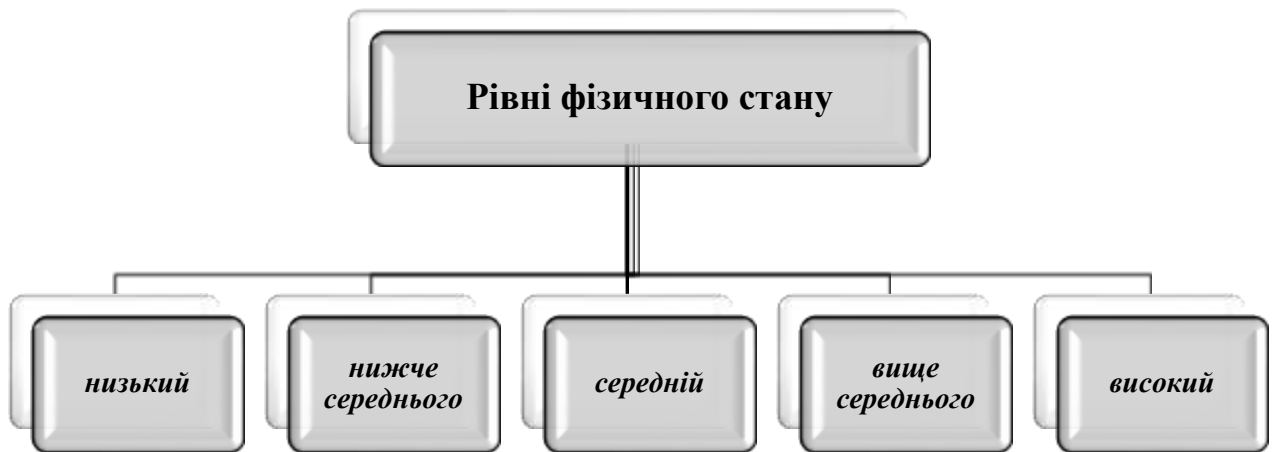 Рівні фізичного стану
низький
нижче
середнього
середній
вище
середнього
високий